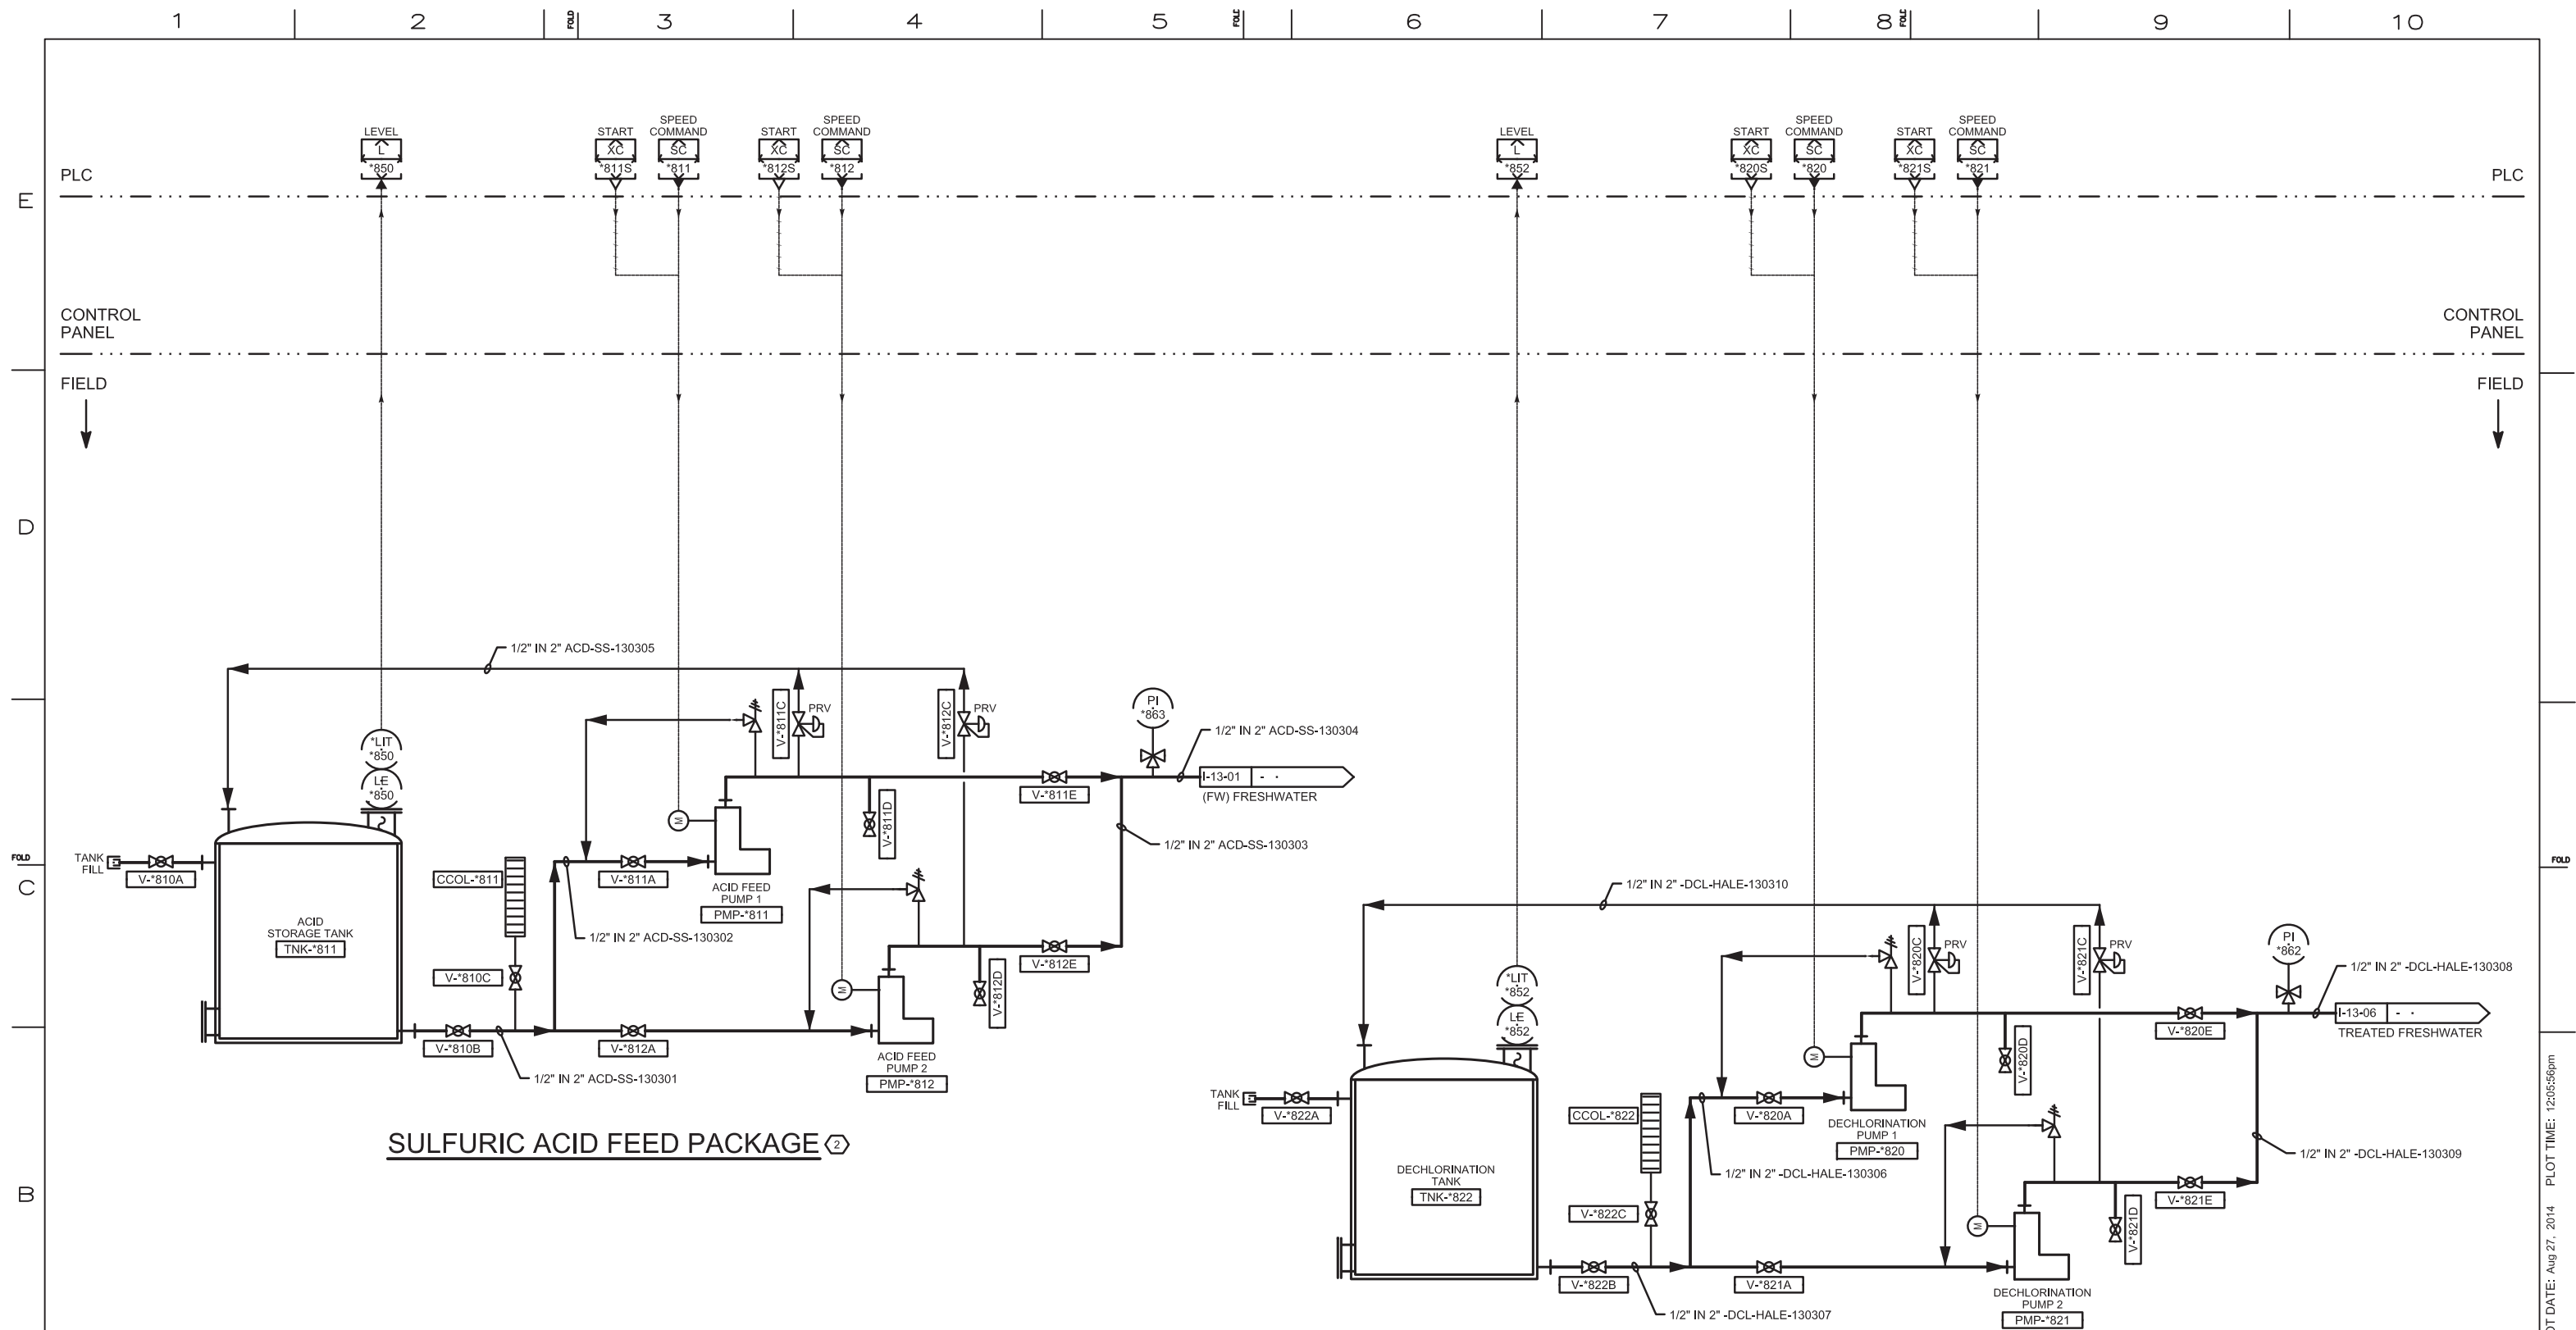 1 2 FOLD 3 4 5 FOLD 6 7 8 FOLD 9 10
E
D
FOLD
C
B
FOLD
PLC
PLC
CONTROL
PANEL
CONTROL
PANEL
FIELD
FIELD
LEVEL
L
*850
START
XC
*811S
SPEED
COMMAND
SC
*811
START
XC
*812S
SPEED
COMMAND
SC
*812
LEVEL
L
*852
START
XC
*820S
SPEED
COMMAND
SC
*820
START
XC
*821S
SPEED
COMMAND
SC
*821
1/2" IN 2" ACD-SS-130305
V-*811C
PRV
V-*812C
PRV
PI
*863
1/2" IN 2" ACD-SS-130304
I-13-01 - -
(FW) FRESHWATER
*LIT
*850
LE
*850
V-*811E
V-*811D
M
1/2" IN 2" ACD-SS-130303
TANK
FILL
V-*810A
CCOL-*811
V-*811A
ACID FEED
PUMP 1
PMP-*811
ACID
STORAGE TANK
TNK-*811
1/2" IN 2" ACD-SS-130302
V-*810C
V-*812E
V-*812D
M
V-*810B
V-*812A
ACID FEED
PUMP 2
PMP-*812
1/2" IN 2" ACD-SS-130301
SULFURIC ACID FEED PACKAGE 2
1/2" IN 2" -DCL-HALE-130310
V-*820C
PRV
V-*821C
PRV
PI
*862
1/2" IN 2" -DCL-HALE-130308
I-13-06 - -
TREATED FRESHWATER
*LIT
*852
LE
*852
V-*820E
V-*820D
M
TANK
FILL
V-*822A
CCOL-*822
V-*820A
DECHLORINATION
PUMP 1
PMP-*820
1/2" IN 2" -DCL-HALE-130309
DECHLORINATION
TANK
TNK-*822
1/2" IN 2" -DCL-HALE-130306
V-*822C
V-*821E
V-*821D
M
V-*822B
V-*821A
DECHLORINATION
PUMP 2
PMP-*821
1/2" IN 2" -DCL-HALE-130307
DATE: Aug 27, 2014 PLOT TIME: 12:05:56pm